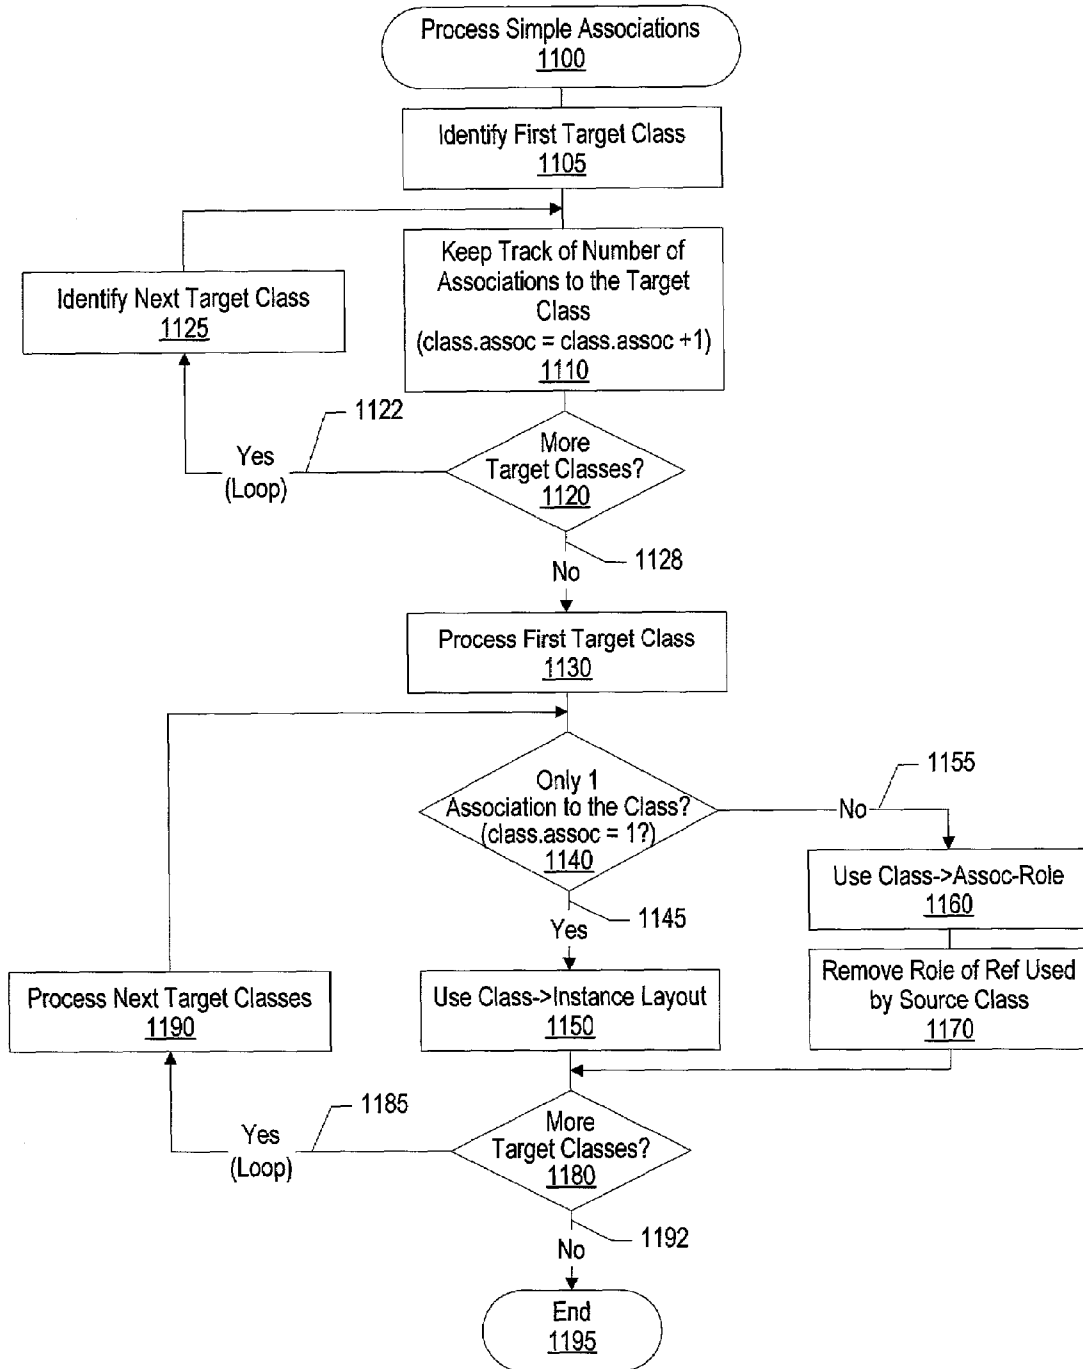 Process Simple Associations
1100
Identify First Target Class
1105
Keep Track of Number of
Associations to the Target
Class
(class.assoc = class.assoc +1)
1110
Identify Next Target Class
1125
1122
Yes
(Loop)
More
Target Classes?
1120
1128
No
Process First Target Class
1130
Only 1
Association to the Class?
(class.assoc = 1?)
1140
1155
No
Use Class->Assoc-Role
1160
1145
Yes
Remove Role of Ref Used
by Source Class
1170
Use Class->Instance Layout
1150
Process Next Target Classes
1190
1185
Yes
(Loop)
More
Target Classes?
1180
1192
No
End
1195